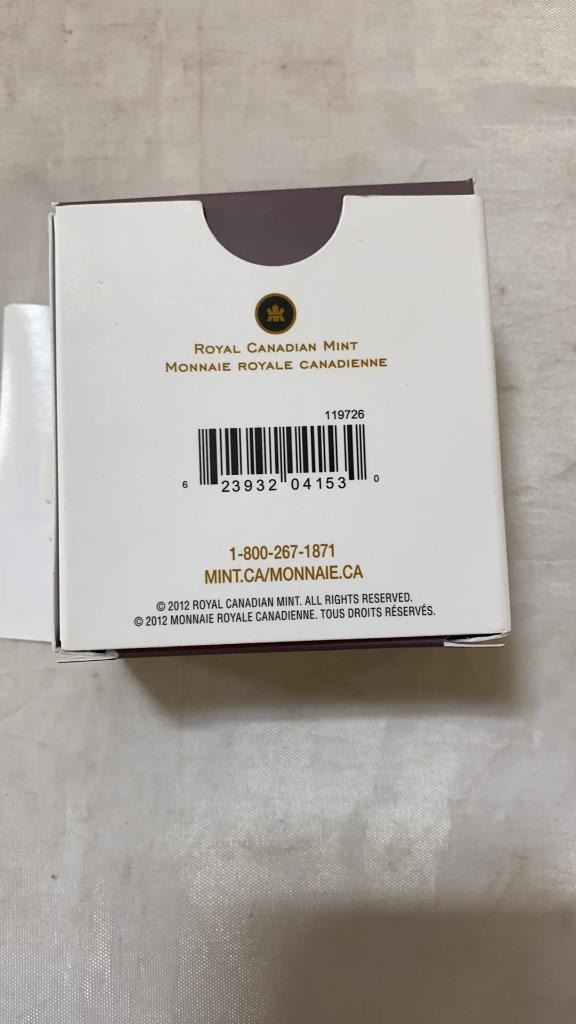 ROYAL CANADIAN MINT
MONNAIE ROYALE CANADIENNE
119726
6 23932 04153 0
1-800-267-1871
MINT.CA/MONNAIE.CA
© 2012 ROYAL CANADIAN MINT. ALL RIGHTS RESERVED.
© 2012 MONNAIE ROYALE CANADIENNE. TOUS DROITS RÉSERVÉS.